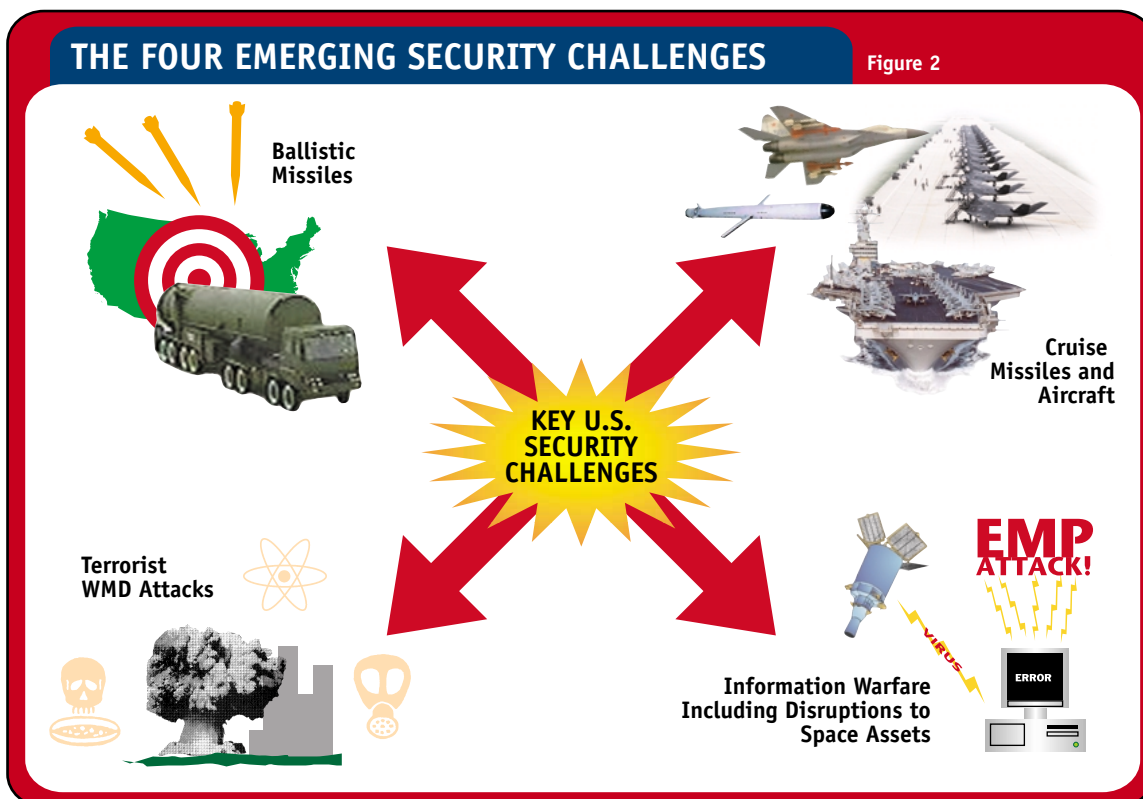 THE FOUR EMERGING SECURITY CHALLENGES
Figure 2
Ballistic
Missiles
Cruise
Missiles and
Aircraft
KEY U.S.
SECURITY
CHALLENGES
Terrorist
WMD Attacks
EMP
ATTACK!
VIRUS
ERROR
Information Warfare
Including Disruptions to
Space Assets